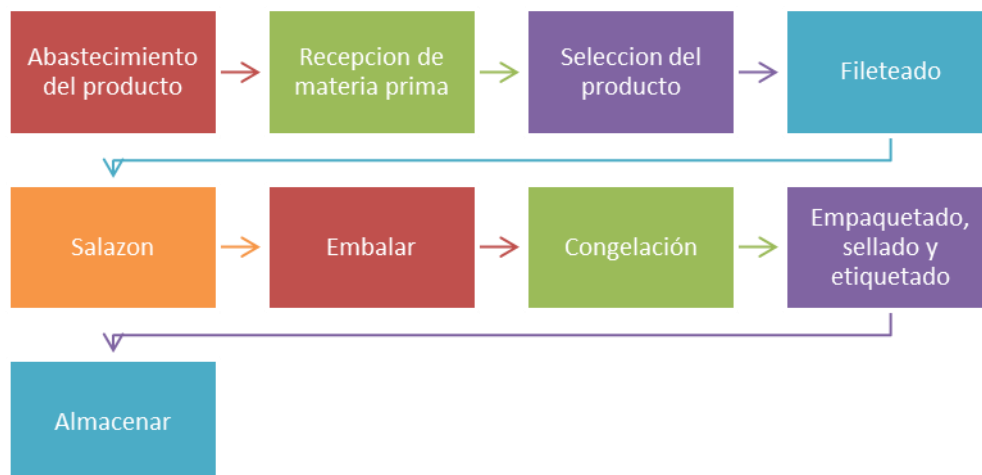 Abastecimiento
del producto
Recepcion de
materia prima
Seleccion del
producto
Fileteado
Salazon
Embalar
Congelación
Empaquetado,
sellado y
etiquetado
Almacenar